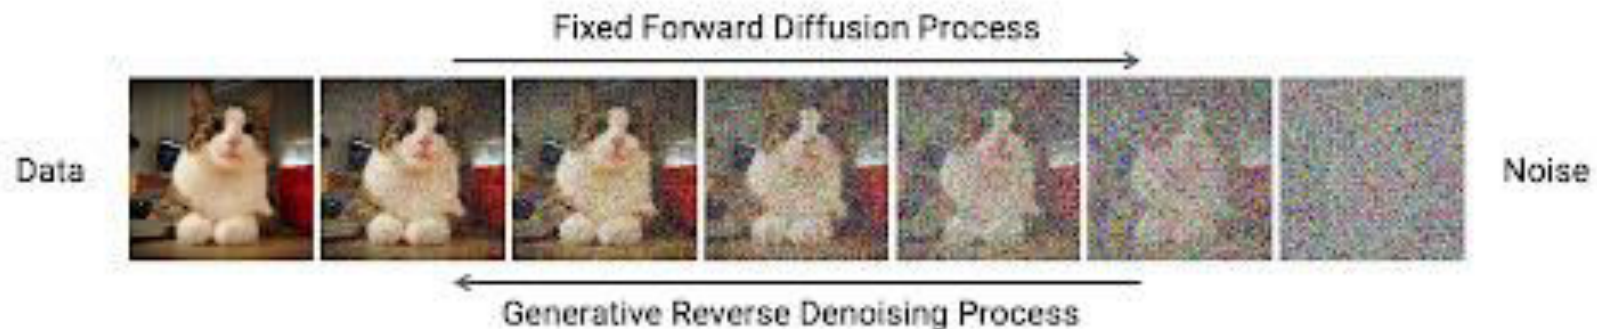 Fixed Forward Diffusion Process
Data
Noise
Generative Reverse Denoising Process